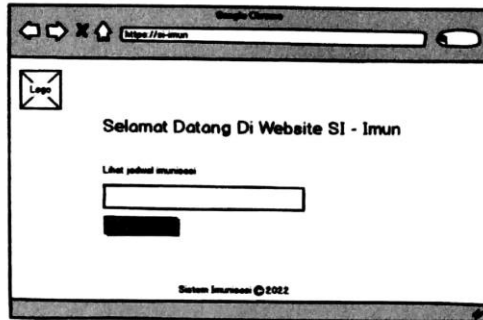 Google Chrome
https://si-imun
Logo
Selamat Datang Di Website SI - Imun
Lihat jadwal imunisasi
Sistem Imunisasi © 2022